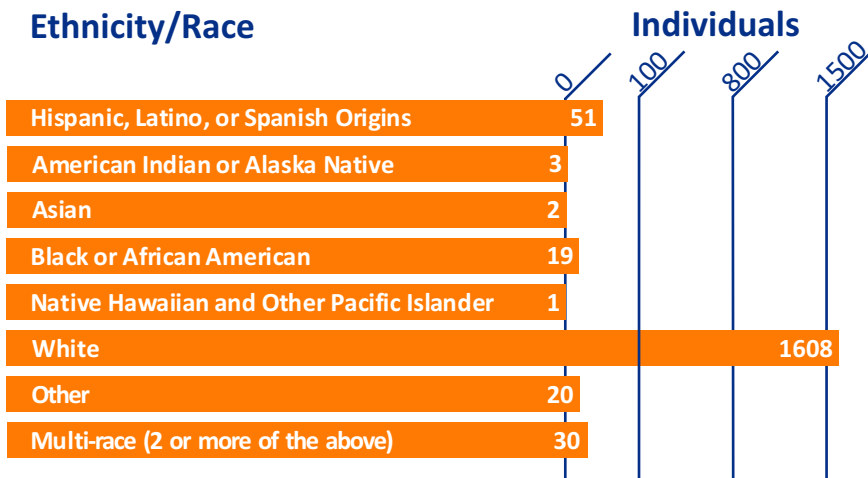 Ethnicity/Race
Individuals
0 100 800 1500
Hispanic, Latino, or Spanish Origins 51
American Indian or Alaska Native 3
Asian 2
Black or African American 19
Native Hawaiian and Other Pacific Islander 1
White 1608
Other 20
Multi-race (2 or more of the above) 30